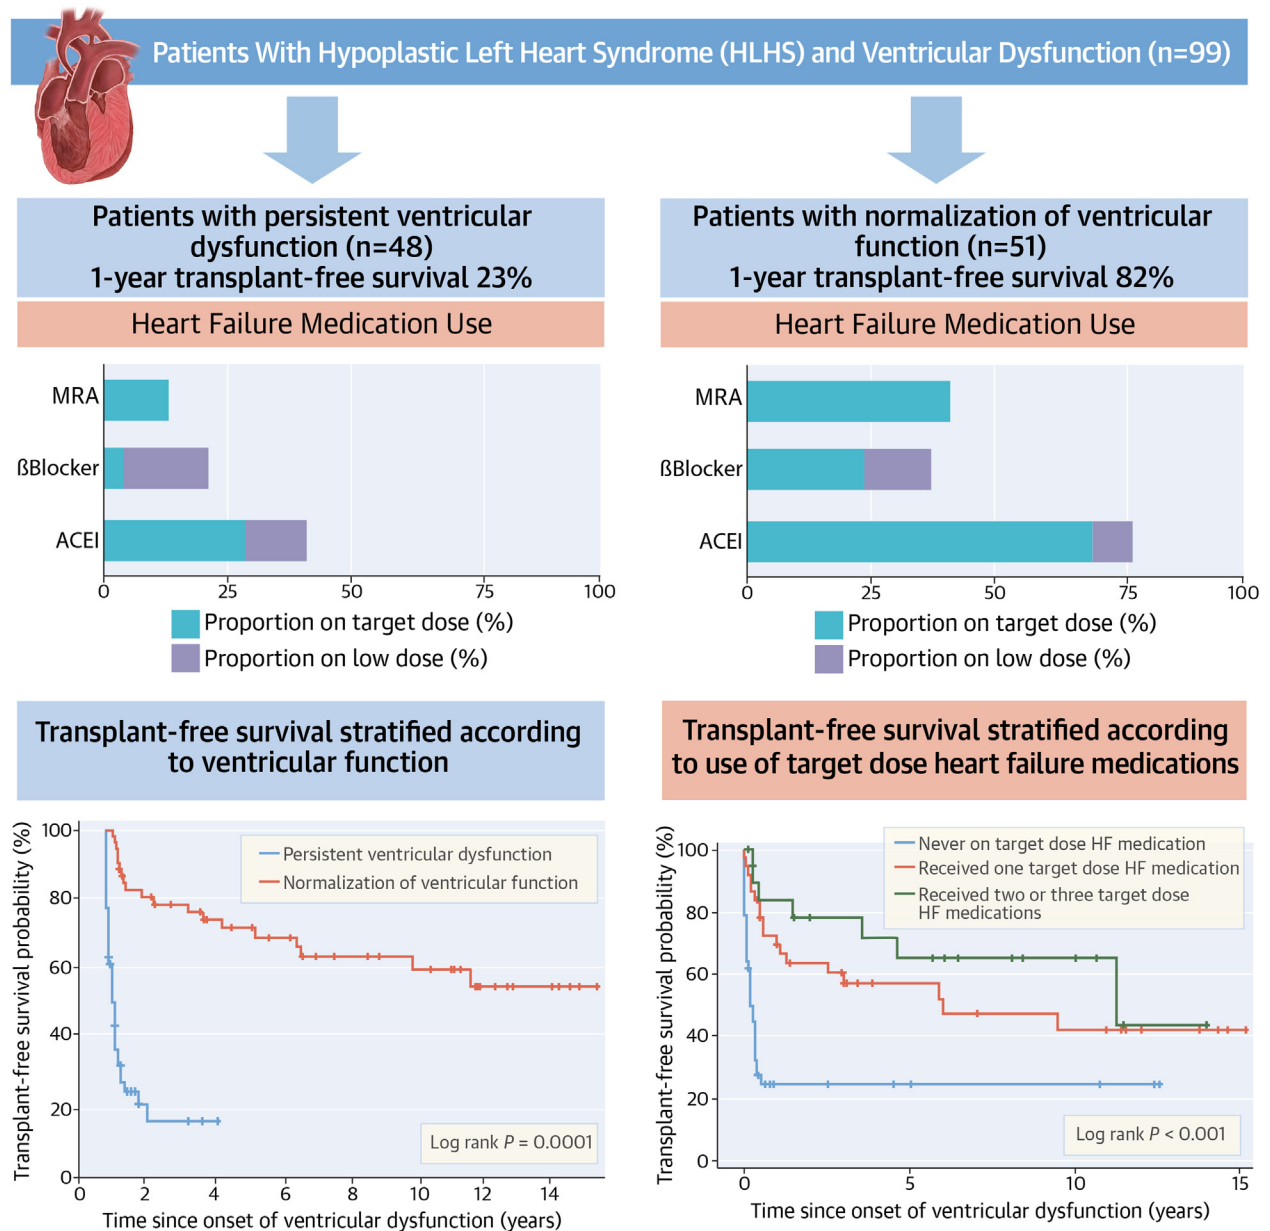 Patients With Hypoplastic Left Heart Syndrome (HLHS) and Ventricular Dysfunction (n=99)
Patients with persistent ventricular
dysfunction (n=48)
1-year transplant-free survival 23%
Heart Failure Medication Use
MRA
ßBlocker
ACEI
0 25 50 75 100
Proportion on target dose (%)
Proportion on low dose (%)
Patients with normalization of ventricular
function (n=51)
1-year transplant-free survival 82%
Heart Failure Medication Use
MRA
ßBlocker
ACEI
0 25 50 75 100
Proportion on target dose (%)
Proportion on low dose (%)
Transplant-free survival stratified according
to ventricular function
Transplant-free survival probability (%)
100
80
60
40
20
0
Persistent ventricular dysfunction
Normalization of ventricular function
Log rank P = 0.0001
0 2 4 6 8 10 12 14
Time since onset of ventricular dysfunction (years)
Transplant-free survival stratified according
to use of target dose heart failure medications
Transplant-free survival probability (%)
100
80
60
40
20
0
Never on target dose HF medication
Received one target dose HF medication
Received two or three target dose
HF medications
Log rank P < 0.001
0 5 10 15
Time since onset of ventricular dysfunction (years)